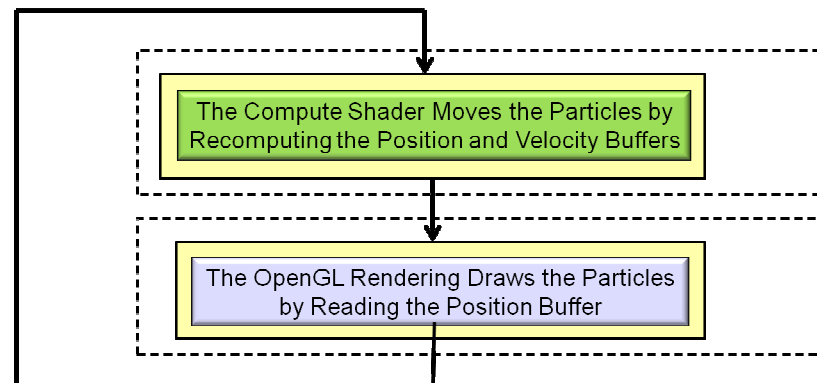 The Compute Shader Moves the Particles by
Recomputing the Position and Velocity Buffers
The OpenGL Rendering Draws the Particles
by Reading the Position Buffer